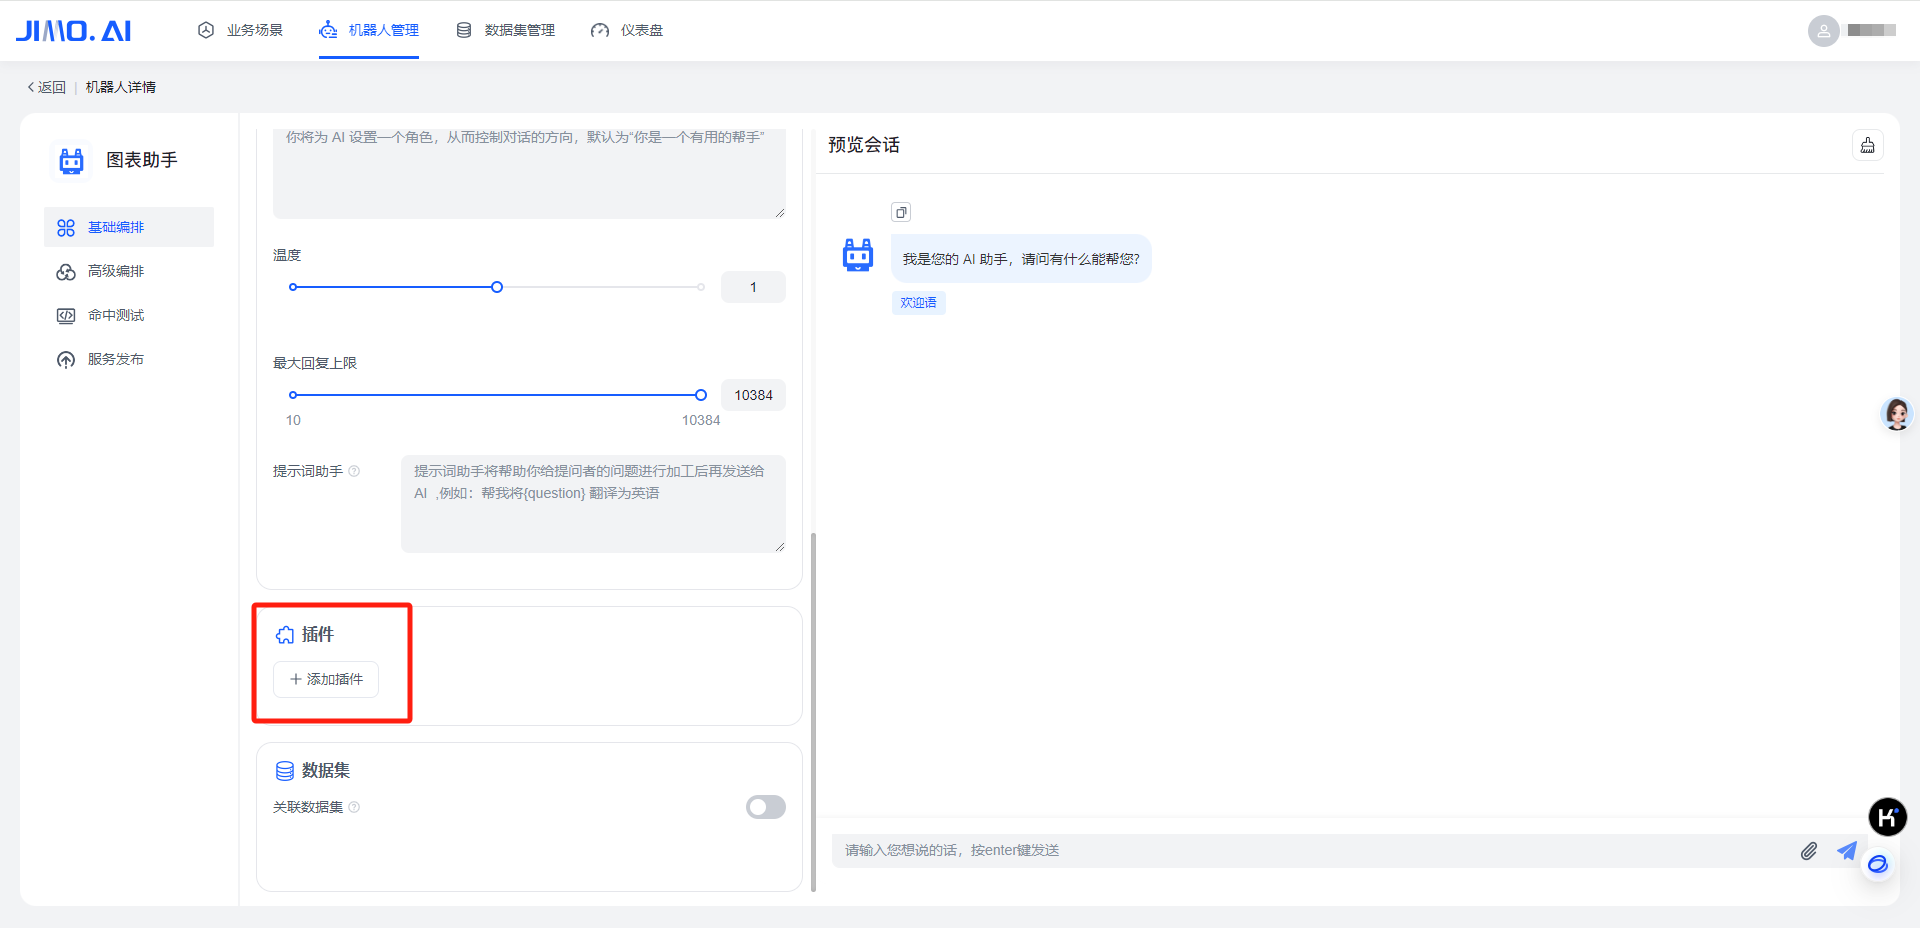 JIMO.AI
业务场景
机器人管理
数据集管理
仪表盘
返回 | 机器人详情
图表助手
基础编排
高级编排
命中测试
服务发布
你将为 AI 设置一个角色，从而控制对话的方向，默认为“你是一个有用的帮手”
温度
1
最大回复上限
10384
10
10384
提示词助手
提示词助手将帮助你给提问者的问题进行加工后再发送给
AI ,例如：帮我将{question} 翻译为英语
插件
添加插件
数据集
关联数据集
预览会话
我是您的 AI 助手，请问有什么能帮您?
欢迎语
请输入您想说的话，按enter键发送
K